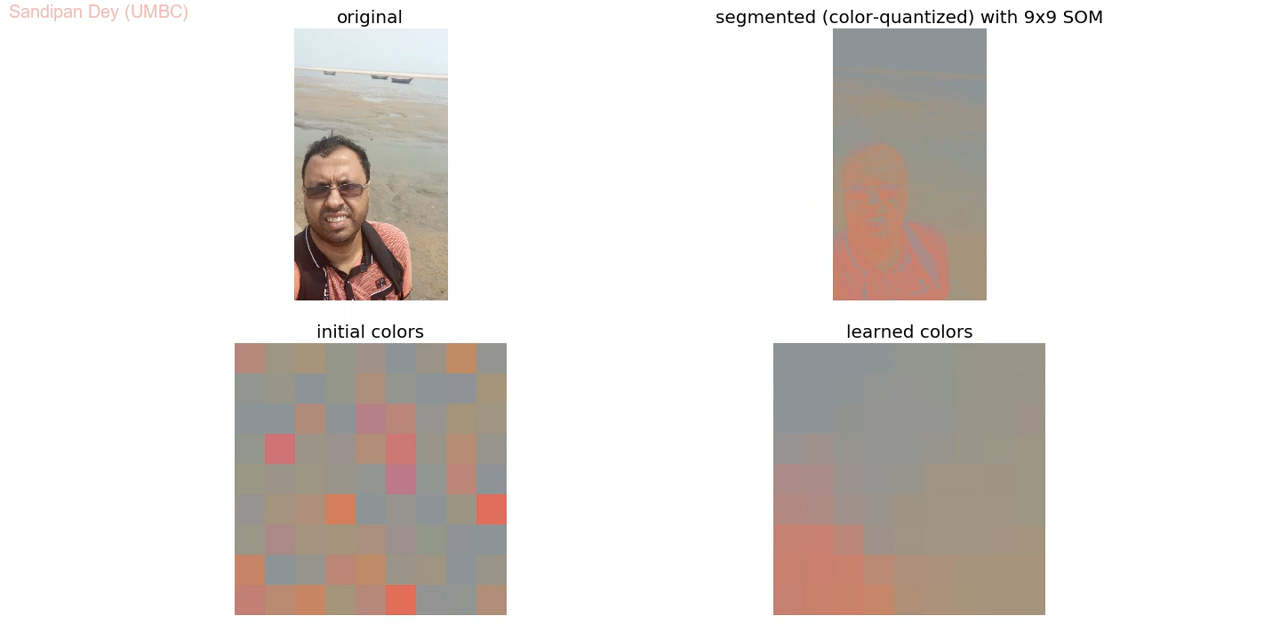 Sandipan Dey (UMBC)
original
segmented (color-quantized) with 9x9 SOM
initial colors
learned colors